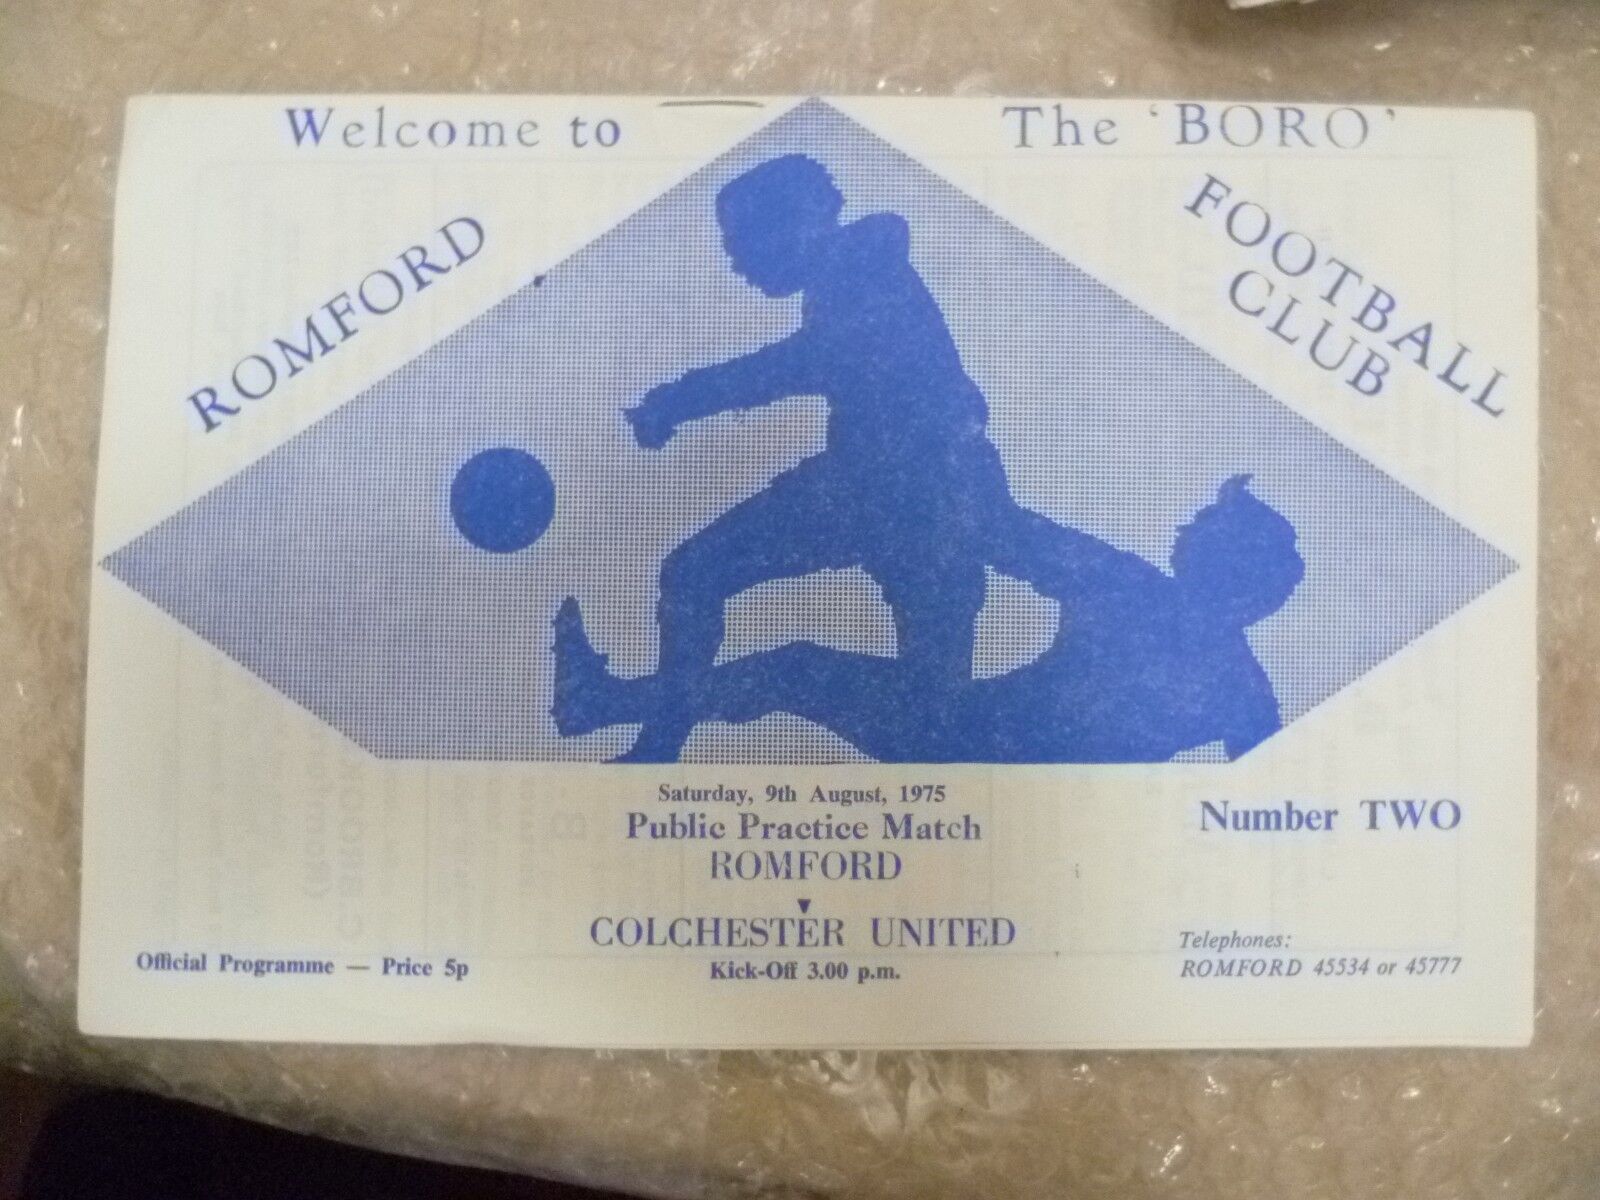 Welcome to
The 'BORO'
ROMFORD
FOOTBALL
CLUB
Saturday, 9th August, 1975
Public Practice Match
ROMFORD
v
COLCHESTER UNITED
Kick-Off 3.00 p.m.
Number TWO
Official Programme — Price 5p
Telephones:
ROMFORD 45534 or 45777